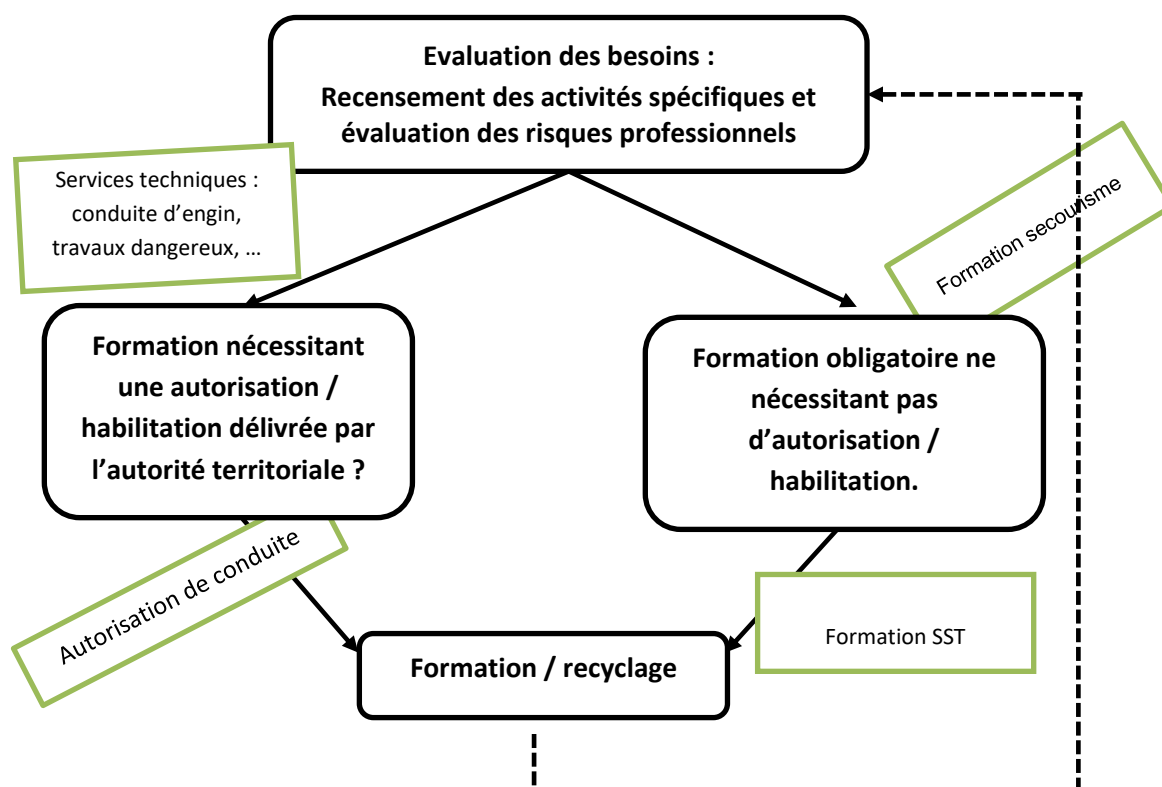 Evaluation des besoins :
Recensement des activités spécifiques et
évaluation des risques professionnels
Services techniques :
conduite d’engin,
travaux dangereux, …
Formation secourisme
Formation nécessitant
une autorisation /
habilitation délivrée par
l’autorité territoriale ?
Formation obligatoire ne
nécessitant pas
d’autorisation /
habilitation.
Autorisation de conduite
Formation SST
Formation / recyclage